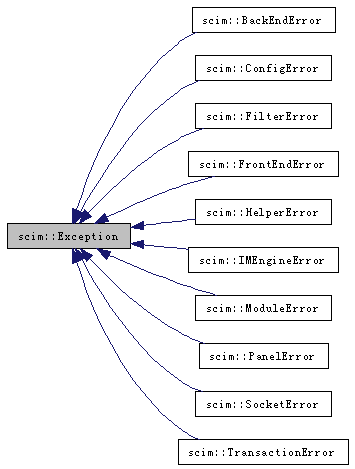 scim::BackEndError
scim::ConfigError
scim::FilterError
scim::FrontEndError
scim::HelperError
scim::Exception
scim::IMEngineError
scim::ModuleError
scim::PanelError
scim::SocketError
scim::TransactionError